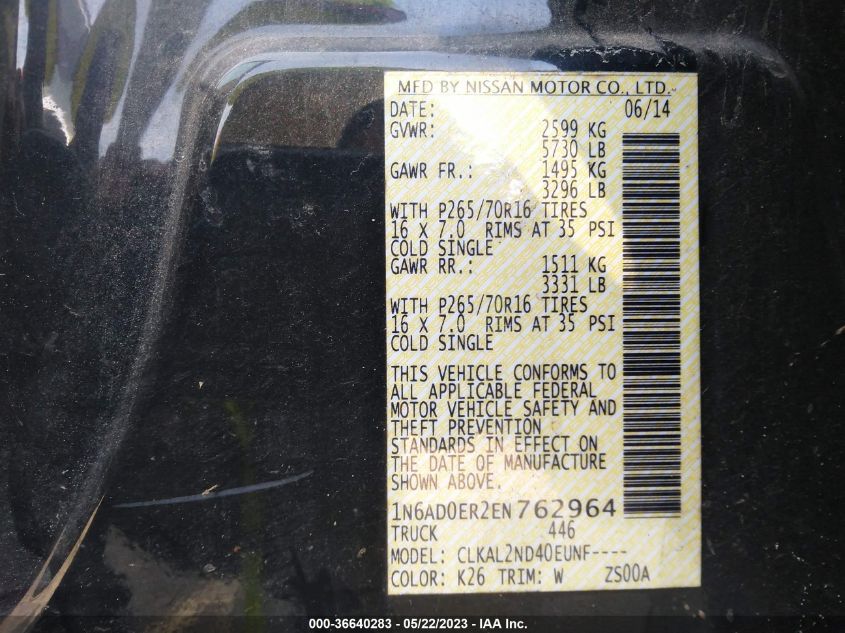 MFD BY NISSAN MOTOR CO., LTD.
DATE: 06/14
GVWR: 2599 KG
5730 LB
GAWR FR.: 1495 KG
3296 LB
WITH P265/70R16 TIRES
16 X 7.0 RIMS AT 35 PSI
COLD SINGLE
GAWR RR.: 1511 KG
3331 LB
WITH P265/70R16 TIRES
16 X 7.0 RIMS AT 35 PSI
COLD SINGLE
THIS VEHICLE CONFORMS TO
ALL APPLICABLE FEDERAL
MOTOR VEHICLE SAFETY AND
THEFT PREVENTION
STANDARDS IN EFFECT ON
THE DATE OF MANUFACTURE
SHOWN ABOVE.
1N6AD0ER2EN762964
TRUCK 446
MODEL: CLKAL2ND40EUNF----
COLOR: K26 TRIM: W ZS00A
000-36640283 - 05/22/2023 - IAA Inc.